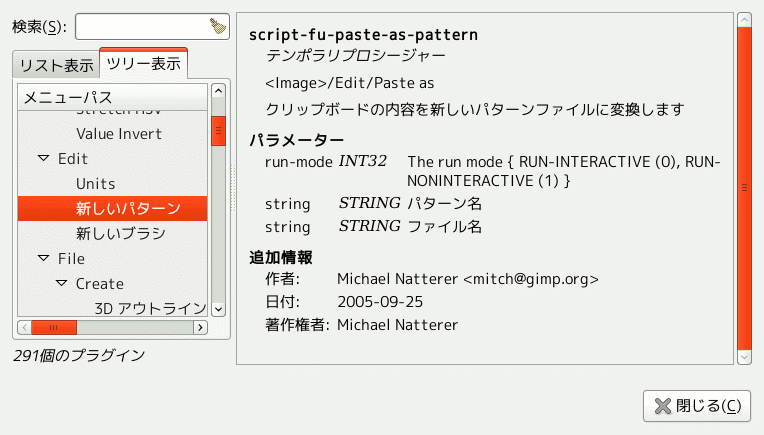 検索(S):
リスト表示 ツリー表示
メニューパス
Stretch HSV
Value Invert
Edit
Units
新しいパターン
新しいブラシ
File
Create
3D アウトライン
291個のプラグイン
script-fu-paste-as-pattern
テンポラリプロシージャー
<Image>/Edit/Paste as
クリップボードの内容を新しいパターンファイルに変換します
パラメーター
run-mode INT32 The run mode { RUN-INTERACTIVE (0), RUN-
NONINTERACTIVE (1) }
string STRING パターン名
string STRING ファイル名
追加情報
作者: Michael Natterer <mitch@gimp.org>
日付: 2005-09-25
著作権者: Michael Natterer
閉じる(C)